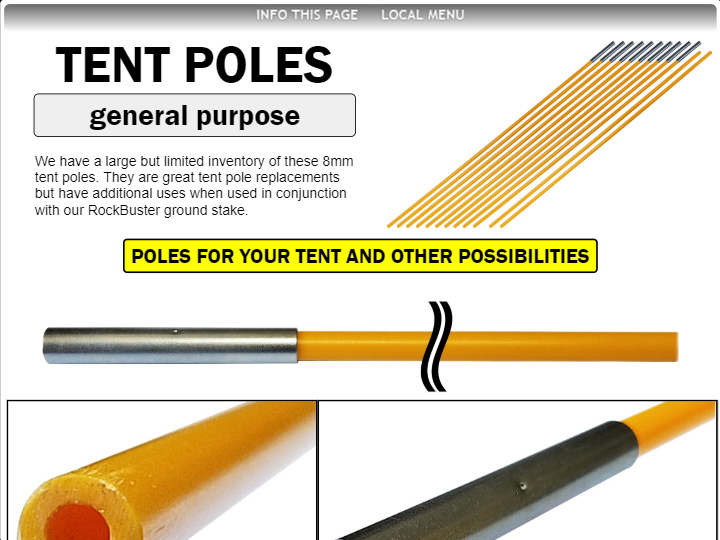 INFO THIS PAGE LOCAL MENU
TENT POLES
general purpose
We have a large but limited inventory of these 8mm
tent poles. They are great tent pole replacements
but have additional uses when used in conjunction
with our RockBuster ground stake.
POLES FOR YOUR TENT AND OTHER POSSIBILITIES